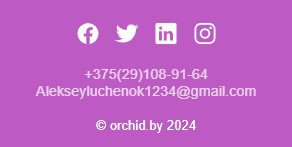 +375(29)108-91-64
Alekseyluchenok1234@gmail.com
© orchid.by 2024